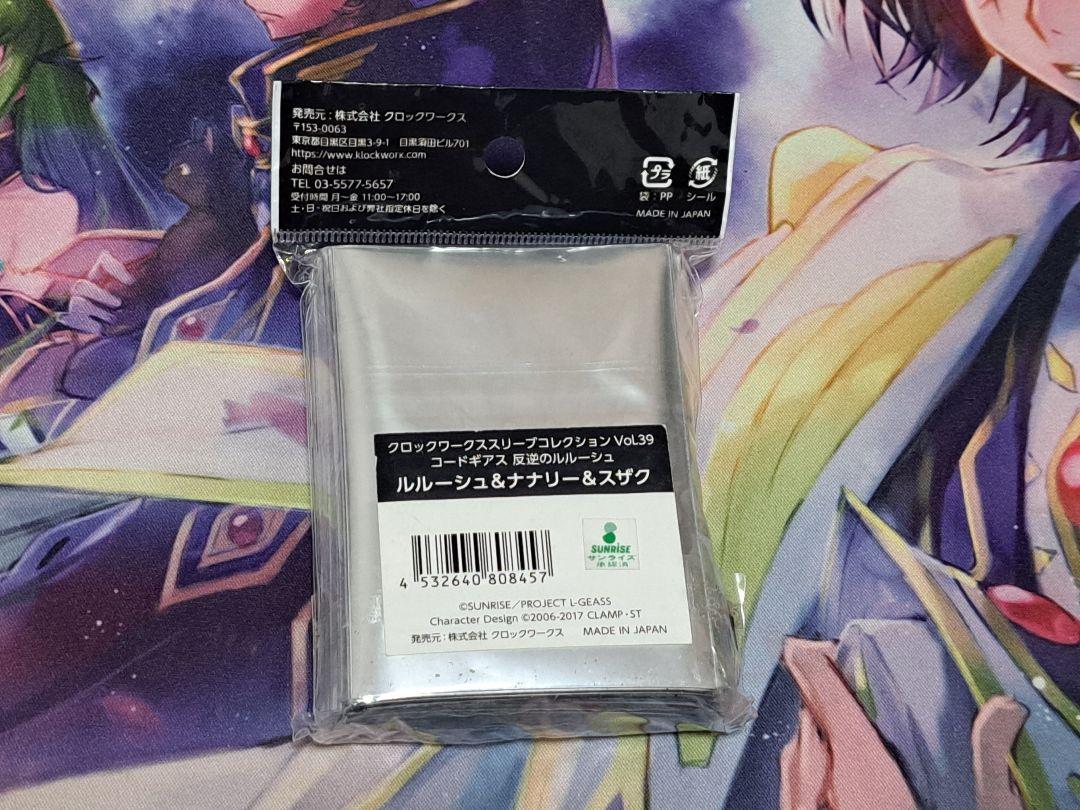 発売元：株式会社 クロックワークス
〒153-0063
東京都目黒区目黒3-9-1 目黒須田ビル701
https://www.klockworx.com
お問合せは
TEL 03-5577-5657
受付時間 月～金 11:00～17:00
土・日・祝日および弊社指定休日を除く
プラ 紙
袋：PP シール
MADE IN JAPAN
クロックワークススリーブコレクション VoL.39
コードギアス 反逆のルルーシュ
ルルーシュ&ナナリー&スザク
SUNRiSE
サンライズ
承認済
4 532640 808457
©SUNRISE／PROJECT L-GEASS
Character Design ©2006-2017 CLAMP・ST
発売元：株式会社 クロックワークス MADE IN JAPAN